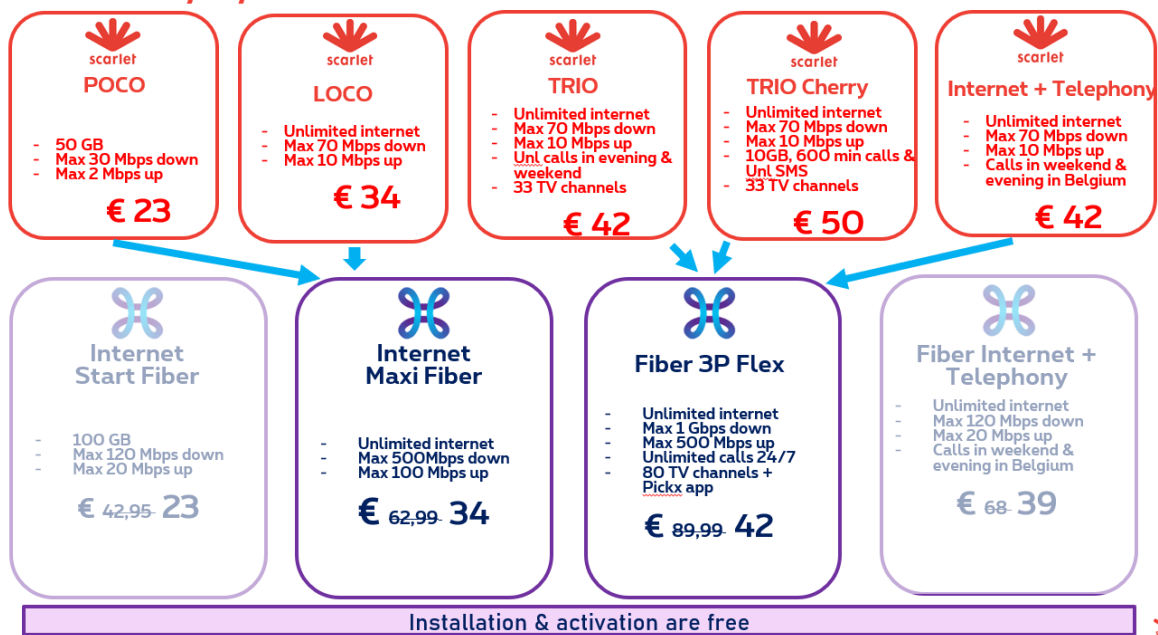 scarlet
POCO
- 50 GB
- Max 30 Mbps down
- Max 2 Mbps up
€ 23
scarlet
LOCO
- Unlimited internet
- Max 70 Mbps down
- Max 10 Mbps up
€ 34
scarlet
TRIO
- Unlimited internet
- Max 70 Mbps down
- Max 10 Mbps up
- Unl calls in evening &
weekend
- 33 TV channels
€ 42
scarlet
TRIO Cherry
- Unlimited internet
- Max 70 Mbps down
- Max 10 Mbps up
- 10GB, 600 min calls &
Unl SMS
- 33 TV channels
€ 50
scarlet
Internet + Telephony
- Unlimited internet
- Max 70 Mbps down
- Max 10 Mbps up
- Calls in weekend &
evening in Belgium
€ 42
Internet
Start Fiber
- 100 GB
- Max 120 Mbps down
- Max 20 Mbps up
€ 42,95 23
Internet
Maxi Fiber
- Unlimited internet
- Max 500Mbps down
- Max 100 Mbps up
€ 62,99 34
Fiber 3P Flex
- Unlimited internet
- Max 1 Gbps down
- Max 500 Mbps up
- Unlimited calls 24/7
- 80 TV channels +
Pickx app
€ 89,99 42
Fiber Internet +
Telephony
- Unlimited internet
- Max 120 Mbps down
- Max 20 Mbps up
- Calls in weekend &
evening in Belgium
€ 68 39
Installation & activation are free